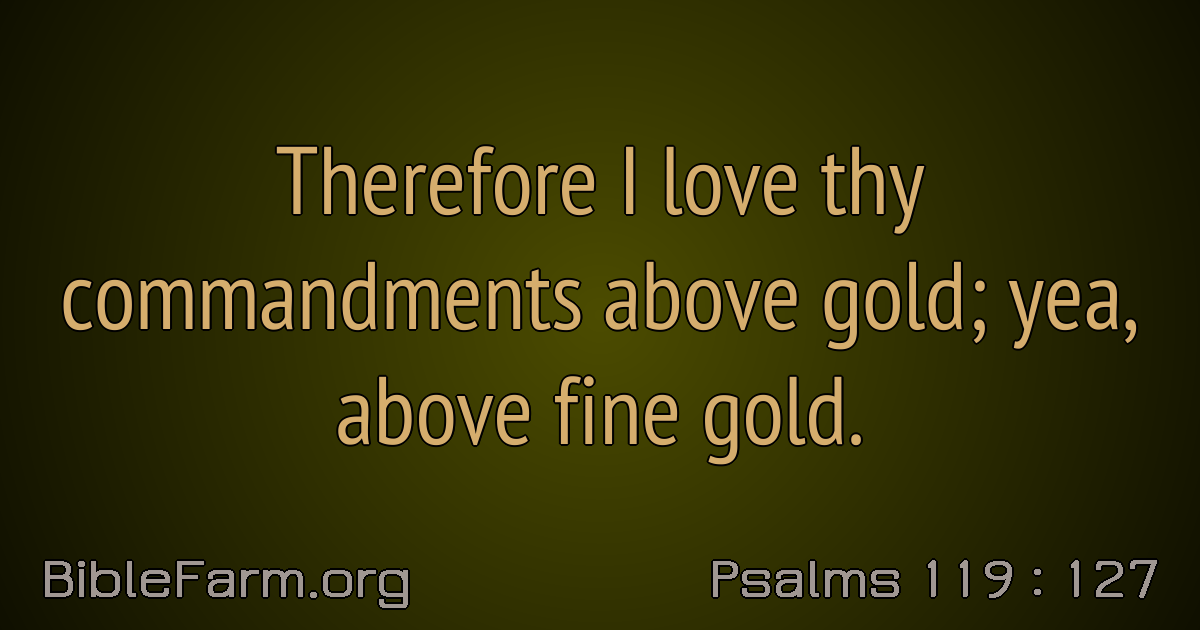 Therefore I love thy
commandments above gold; yea,
above fine gold.
BibleFarm.org
Psalms 119 : 127